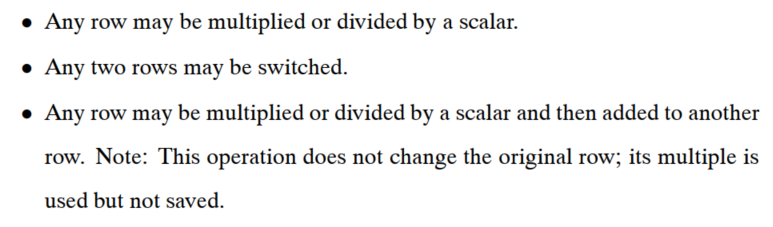 • Any row may be multiplied or divided by a scalar.
• Any two rows may be switched.
• Any row may be multiplied or divided by a scalar and then added to another
row. Note: This operation does not change the original row; its multiple is
used but not saved.